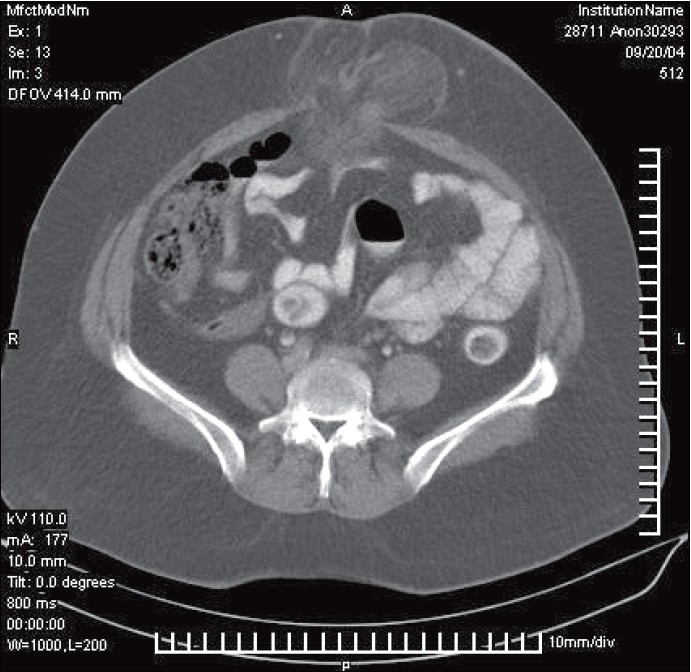 MfctModNm
Ex: 1
Se: 13
Im: 3
DFOV 414.0 mm
A
Institution Name
28711 Anon30293
09/20/04
512
R
L
kV 110.0
mA: 177
10.0 mm
Tilt: 0.0 degrees
800 ms
00:00:00
W=1000,L=200
10mm/div
P